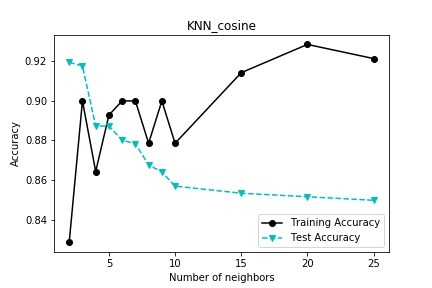 KNN_cosine
0.92
0.90
0.88
0.86
0.84
Accuracy
Training Accuracy
Test Accuracy
5 10 15 20 25
Number of neighbors